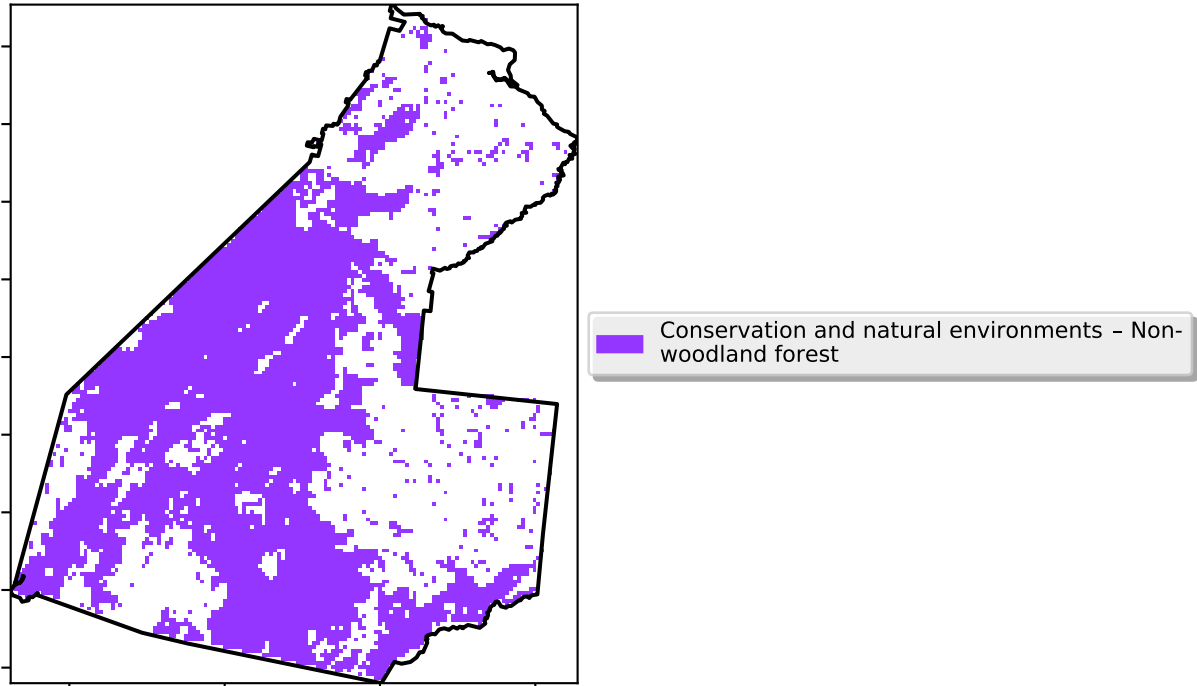 Conservation and natural environments – Non-
woodland forest